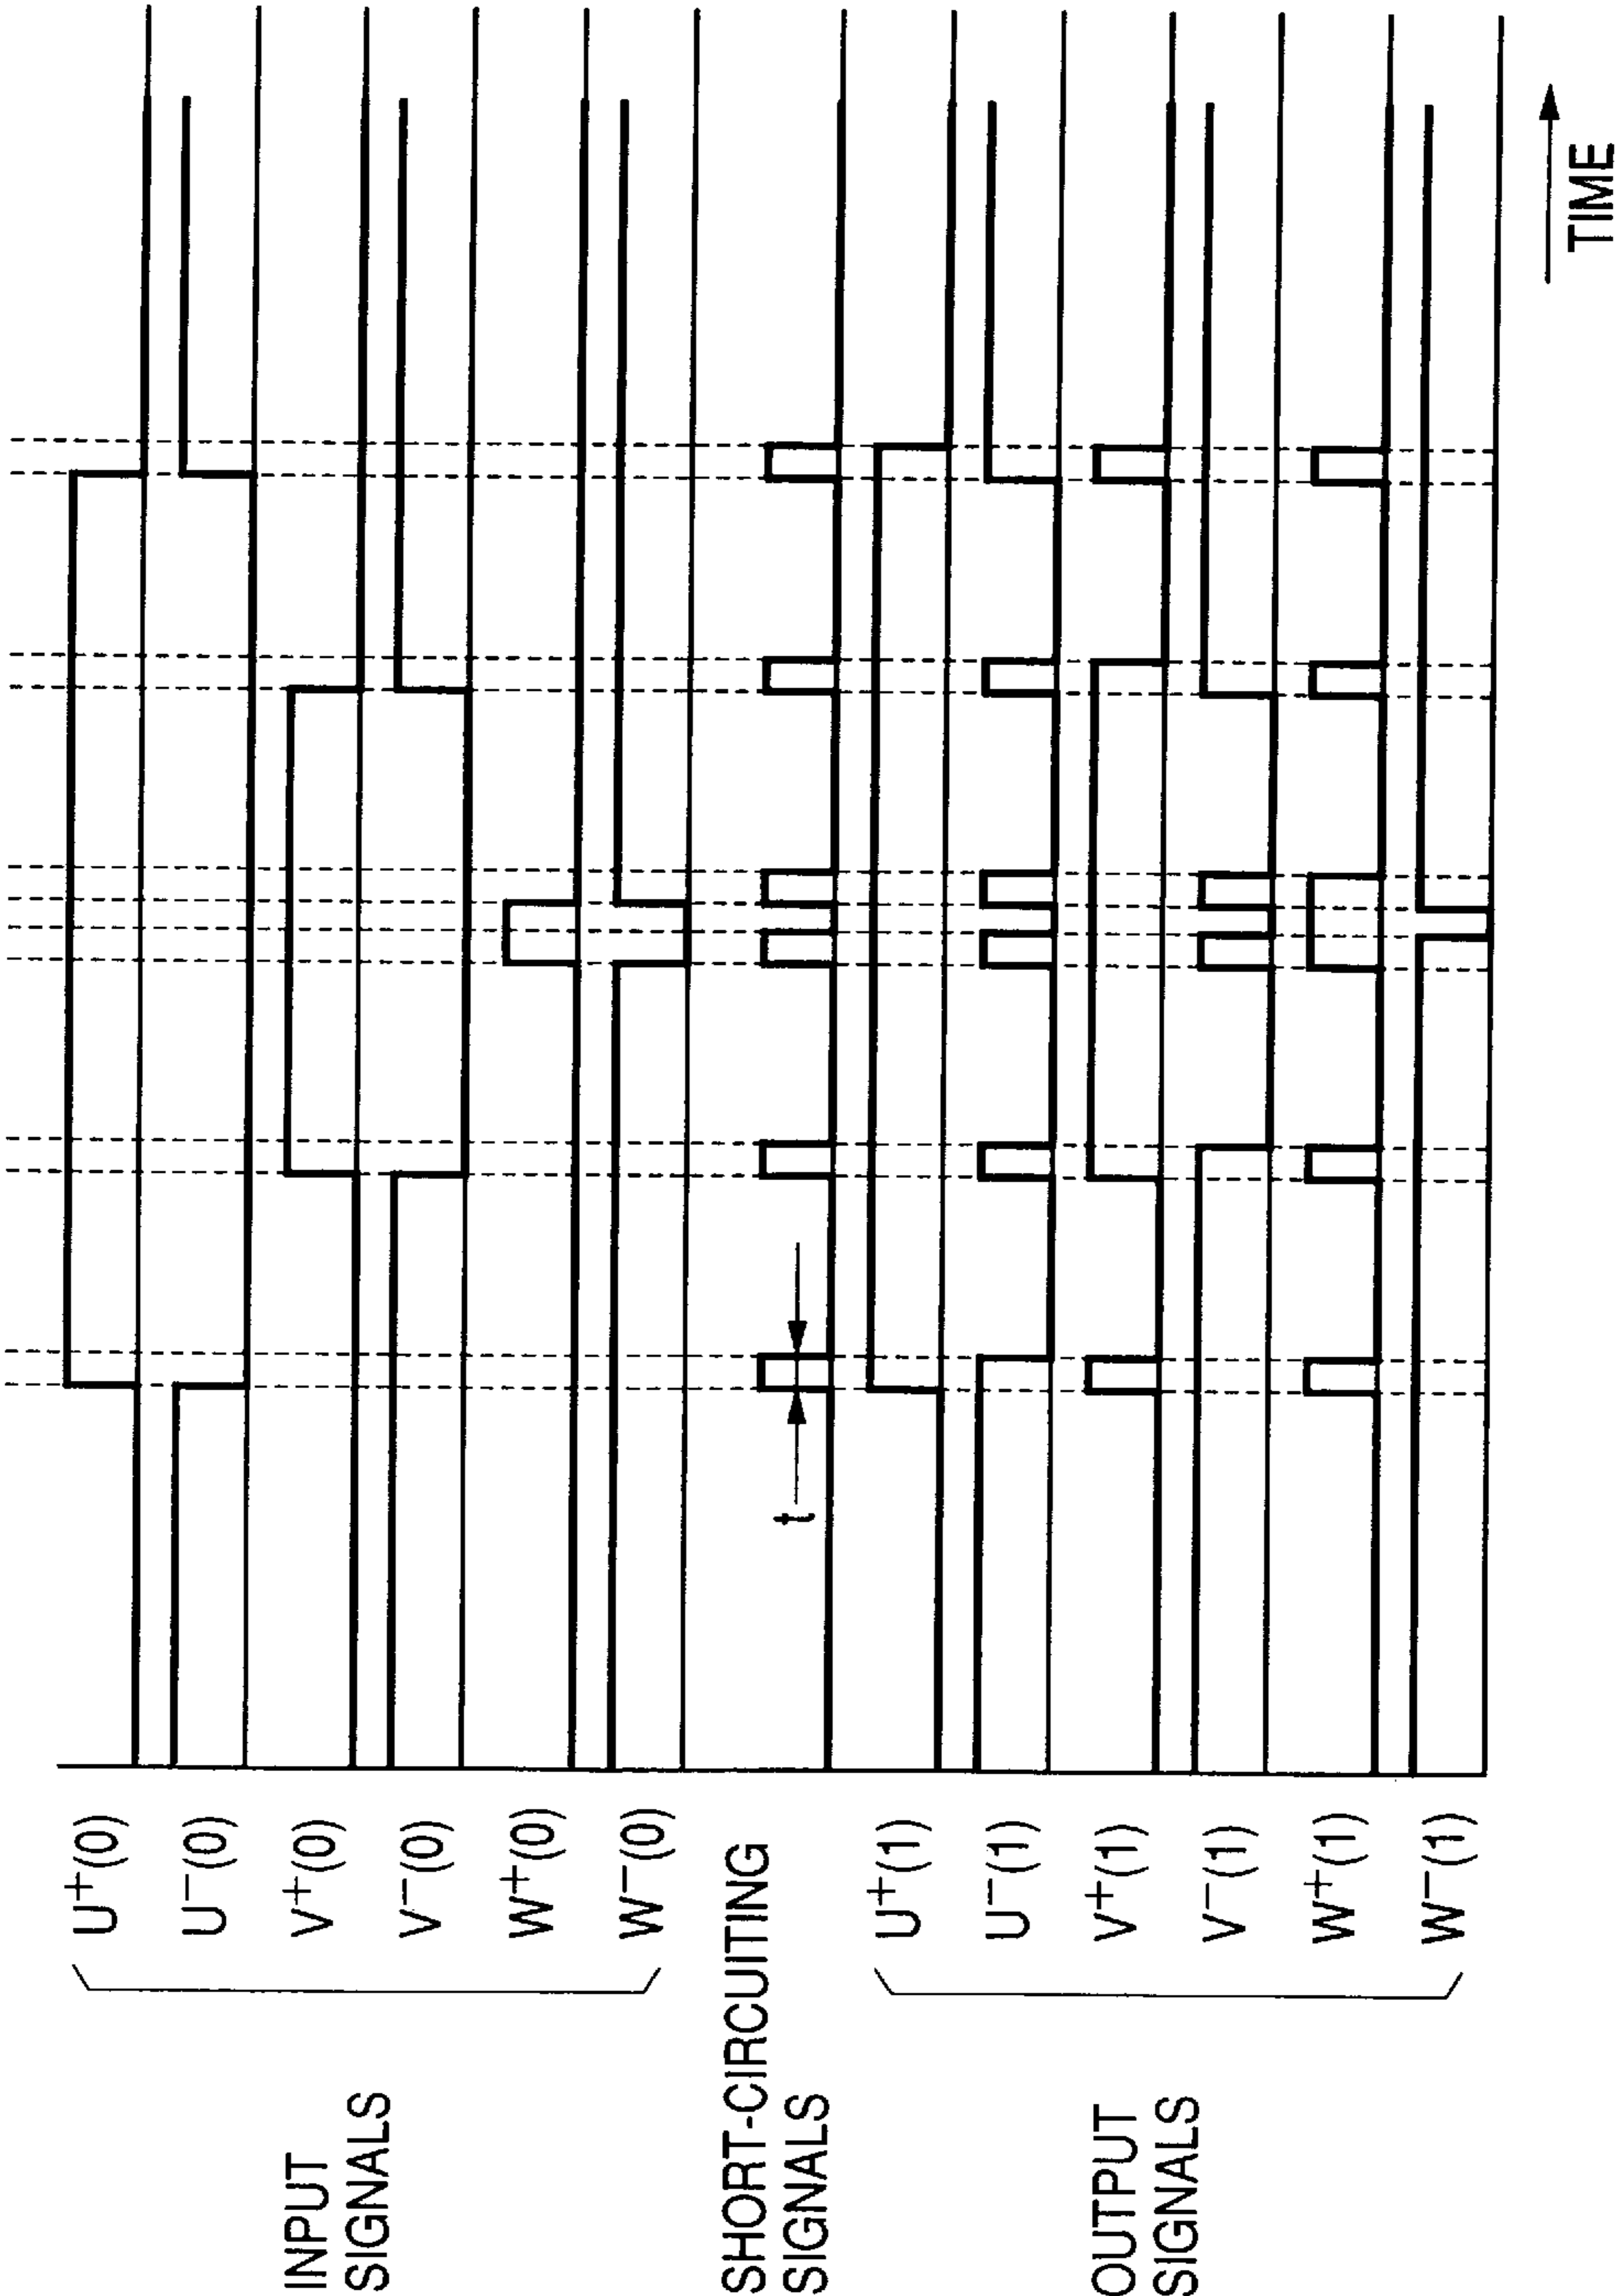 INPUT
SIGNALS
U⁺(0)
U⁻(0)
V⁺(0)
V⁻(0)
W⁺(0)
W⁻(0)
SHORT-CIRCUITING
SIGNALS
t
OUTPUT
SIGNALS
U⁺(1)
U⁻(1)
V⁺(1)
V⁻(1)
W⁺(1)
W⁻(1)
TIME